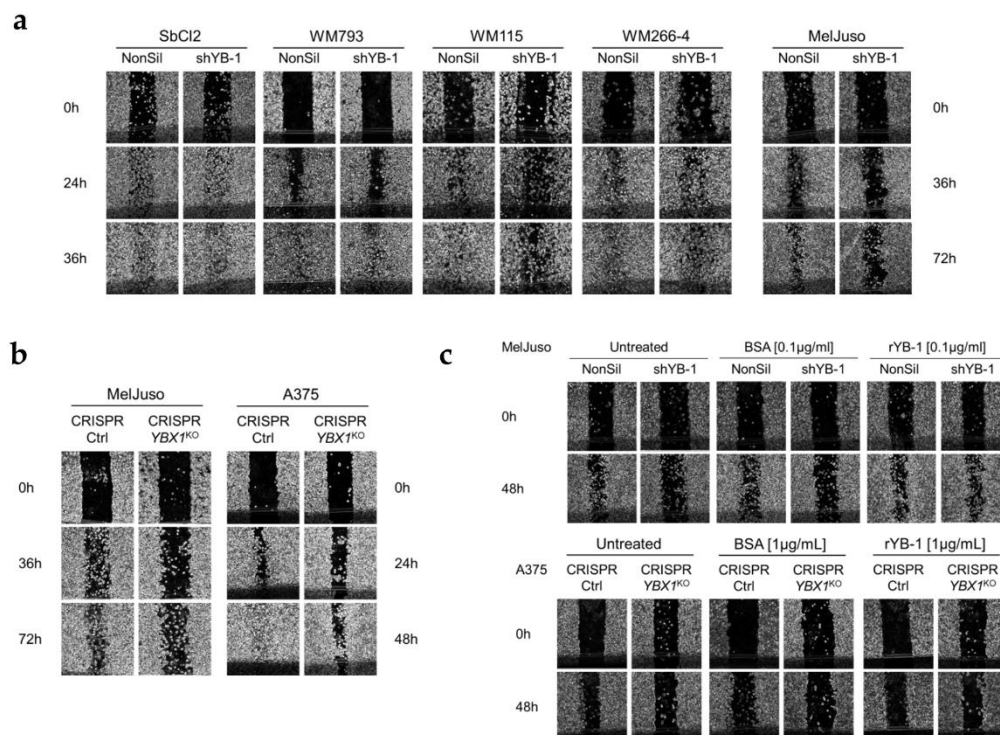 a
SbCl2 WM793 WM115 WM266-4 MelJuso
NonSil shYB-1 NonSil shYB-1 NonSil shYB-1 NonSil shYB-1 NonSil shYB-1
0h 0h
24h 36h
36h 72h
b
MelJuso A375
CRISPR Ctrl CRISPR YBX1ᴷᴼ CRISPR Ctrl CRISPR YBX1ᴷᴼ
0h 0h
36h 24h
72h 48h
c
MelJuso Untreated BSA [0.1µg/ml] rYB-1 [0.1µg/ml]
NonSil shYB-1 NonSil shYB-1 NonSil shYB-1
0h
48h
Untreated BSA [1µg/mL] rYB-1 [1µg/mL]
A375 CRISPR Ctrl CRISPR YBX1ᴷᴼ CRISPR Ctrl CRISPR YBX1ᴷᴼ CRISPR Ctrl CRISPR YBX1ᴷᴼ
0h
48h